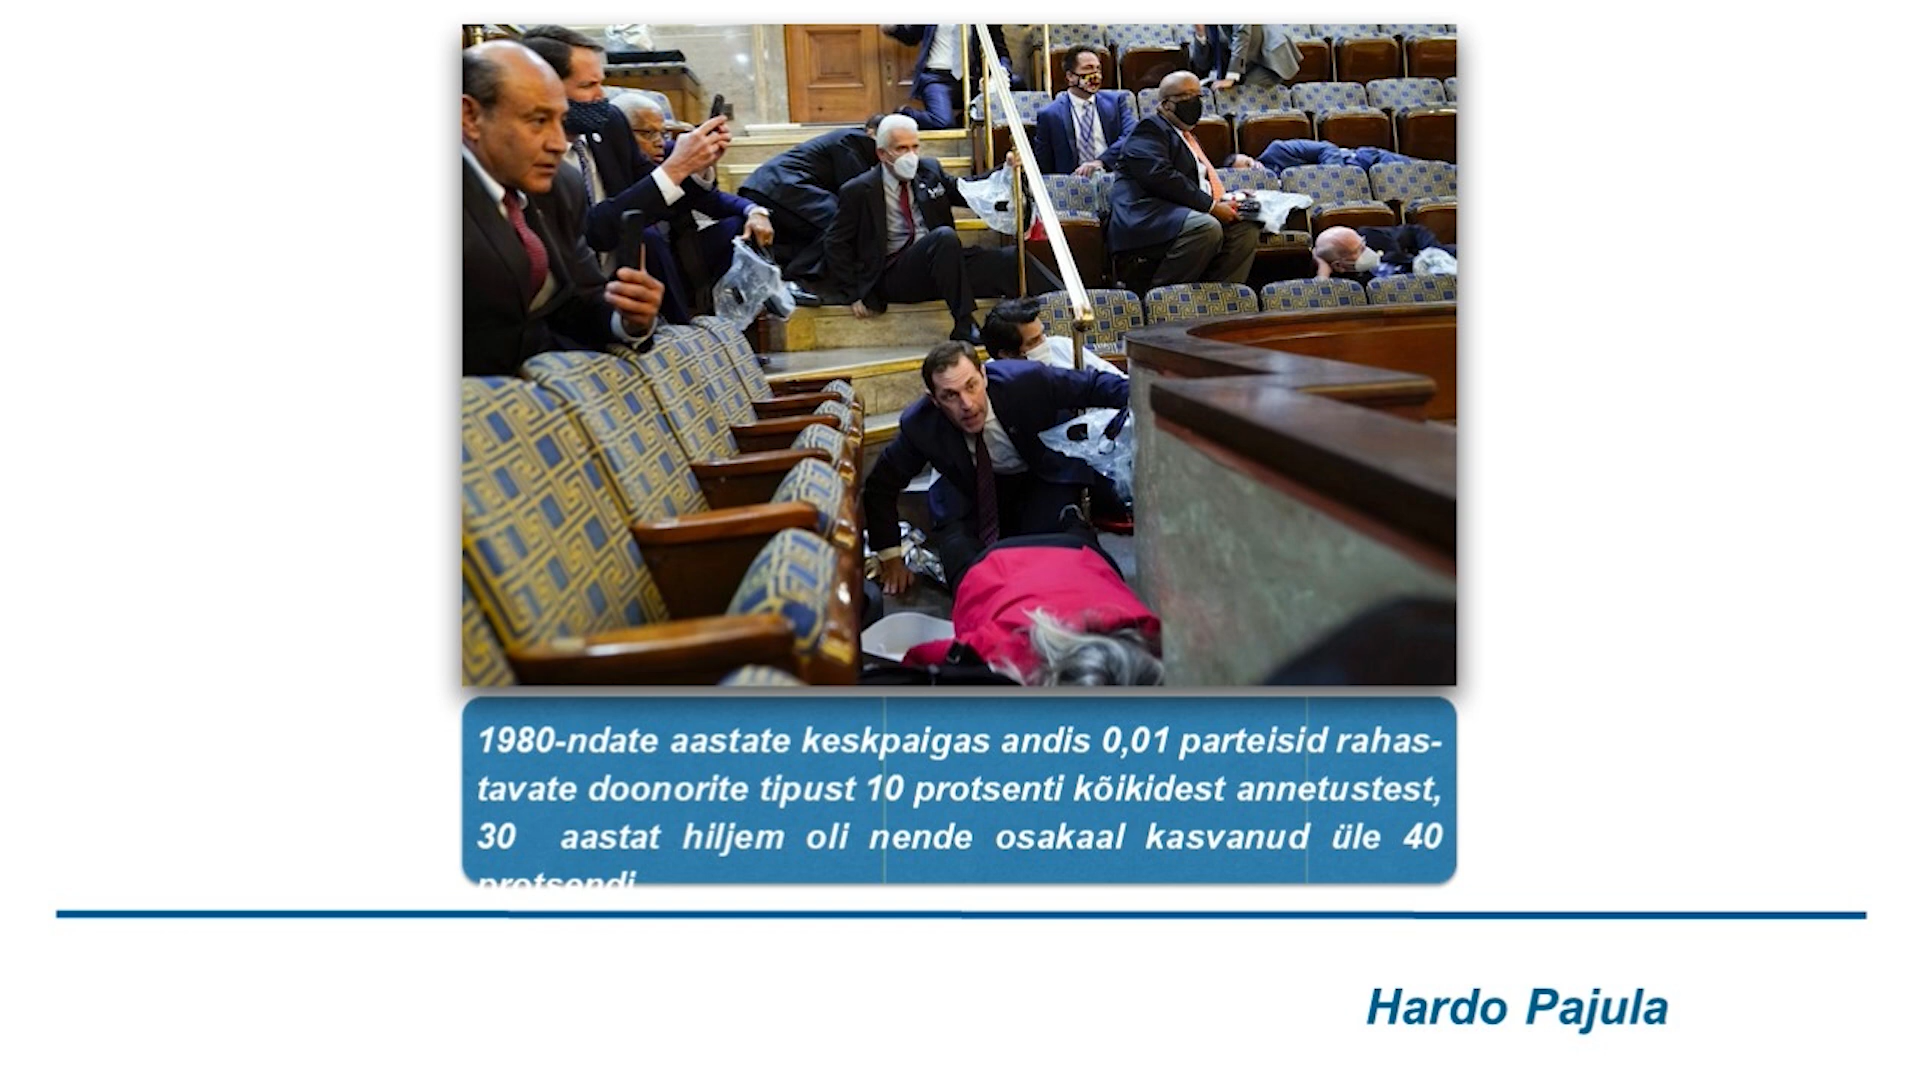 1980-ndate aastate keskpaigas andis 0,01 parteisid rahas-
tavate doonorite tipust 10 protsenti kõikidest annetustest,
30 aastat hiljem oli nende osakaal kasvanud üle 40
protsendi
Hardo Pajula